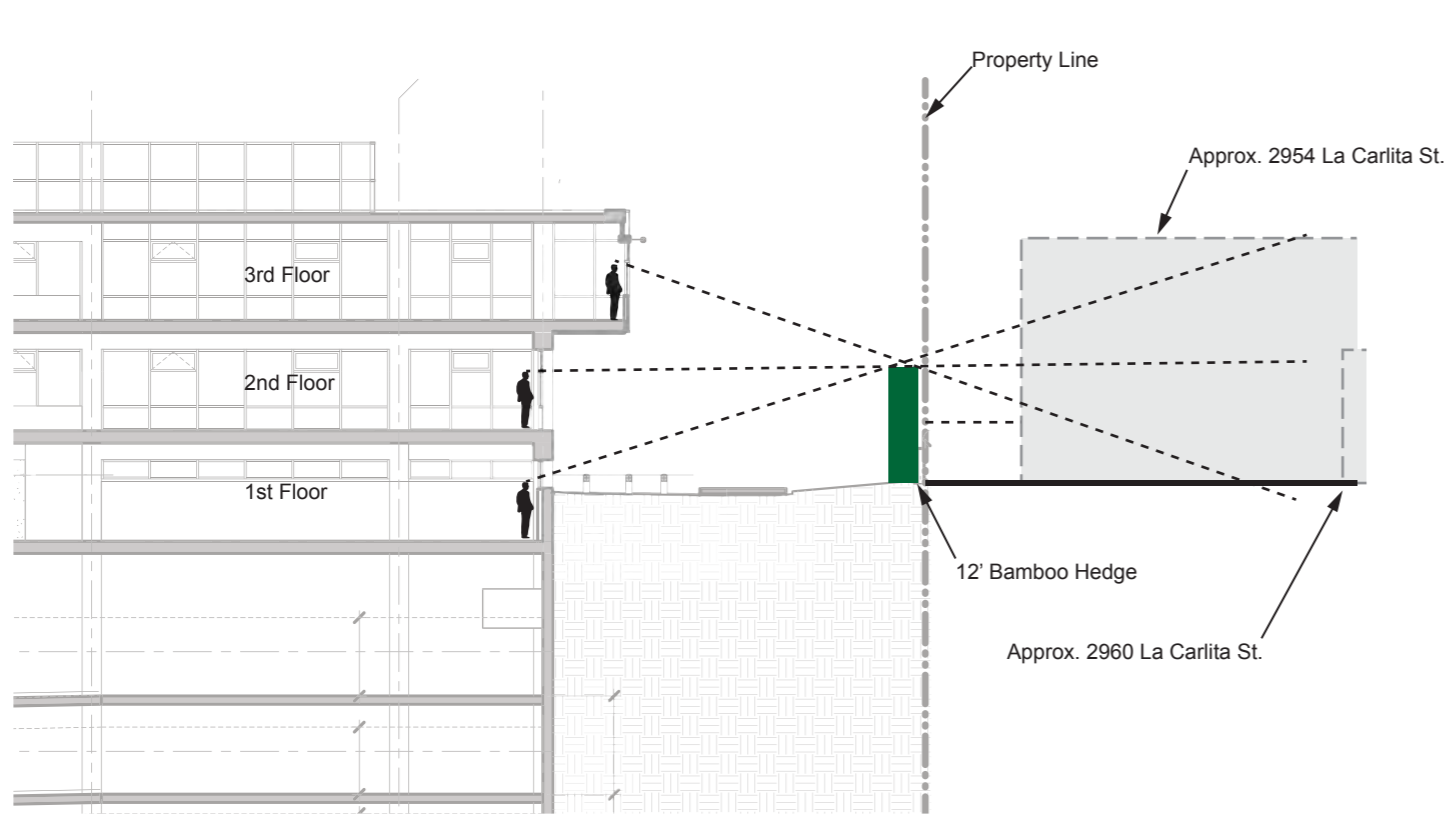 Property Line
Approx. 2954 La Carlita St.
3rd Floor
2nd Floor
1st Floor
12’ Bamboo Hedge
Approx. 2960 La Carlita St.